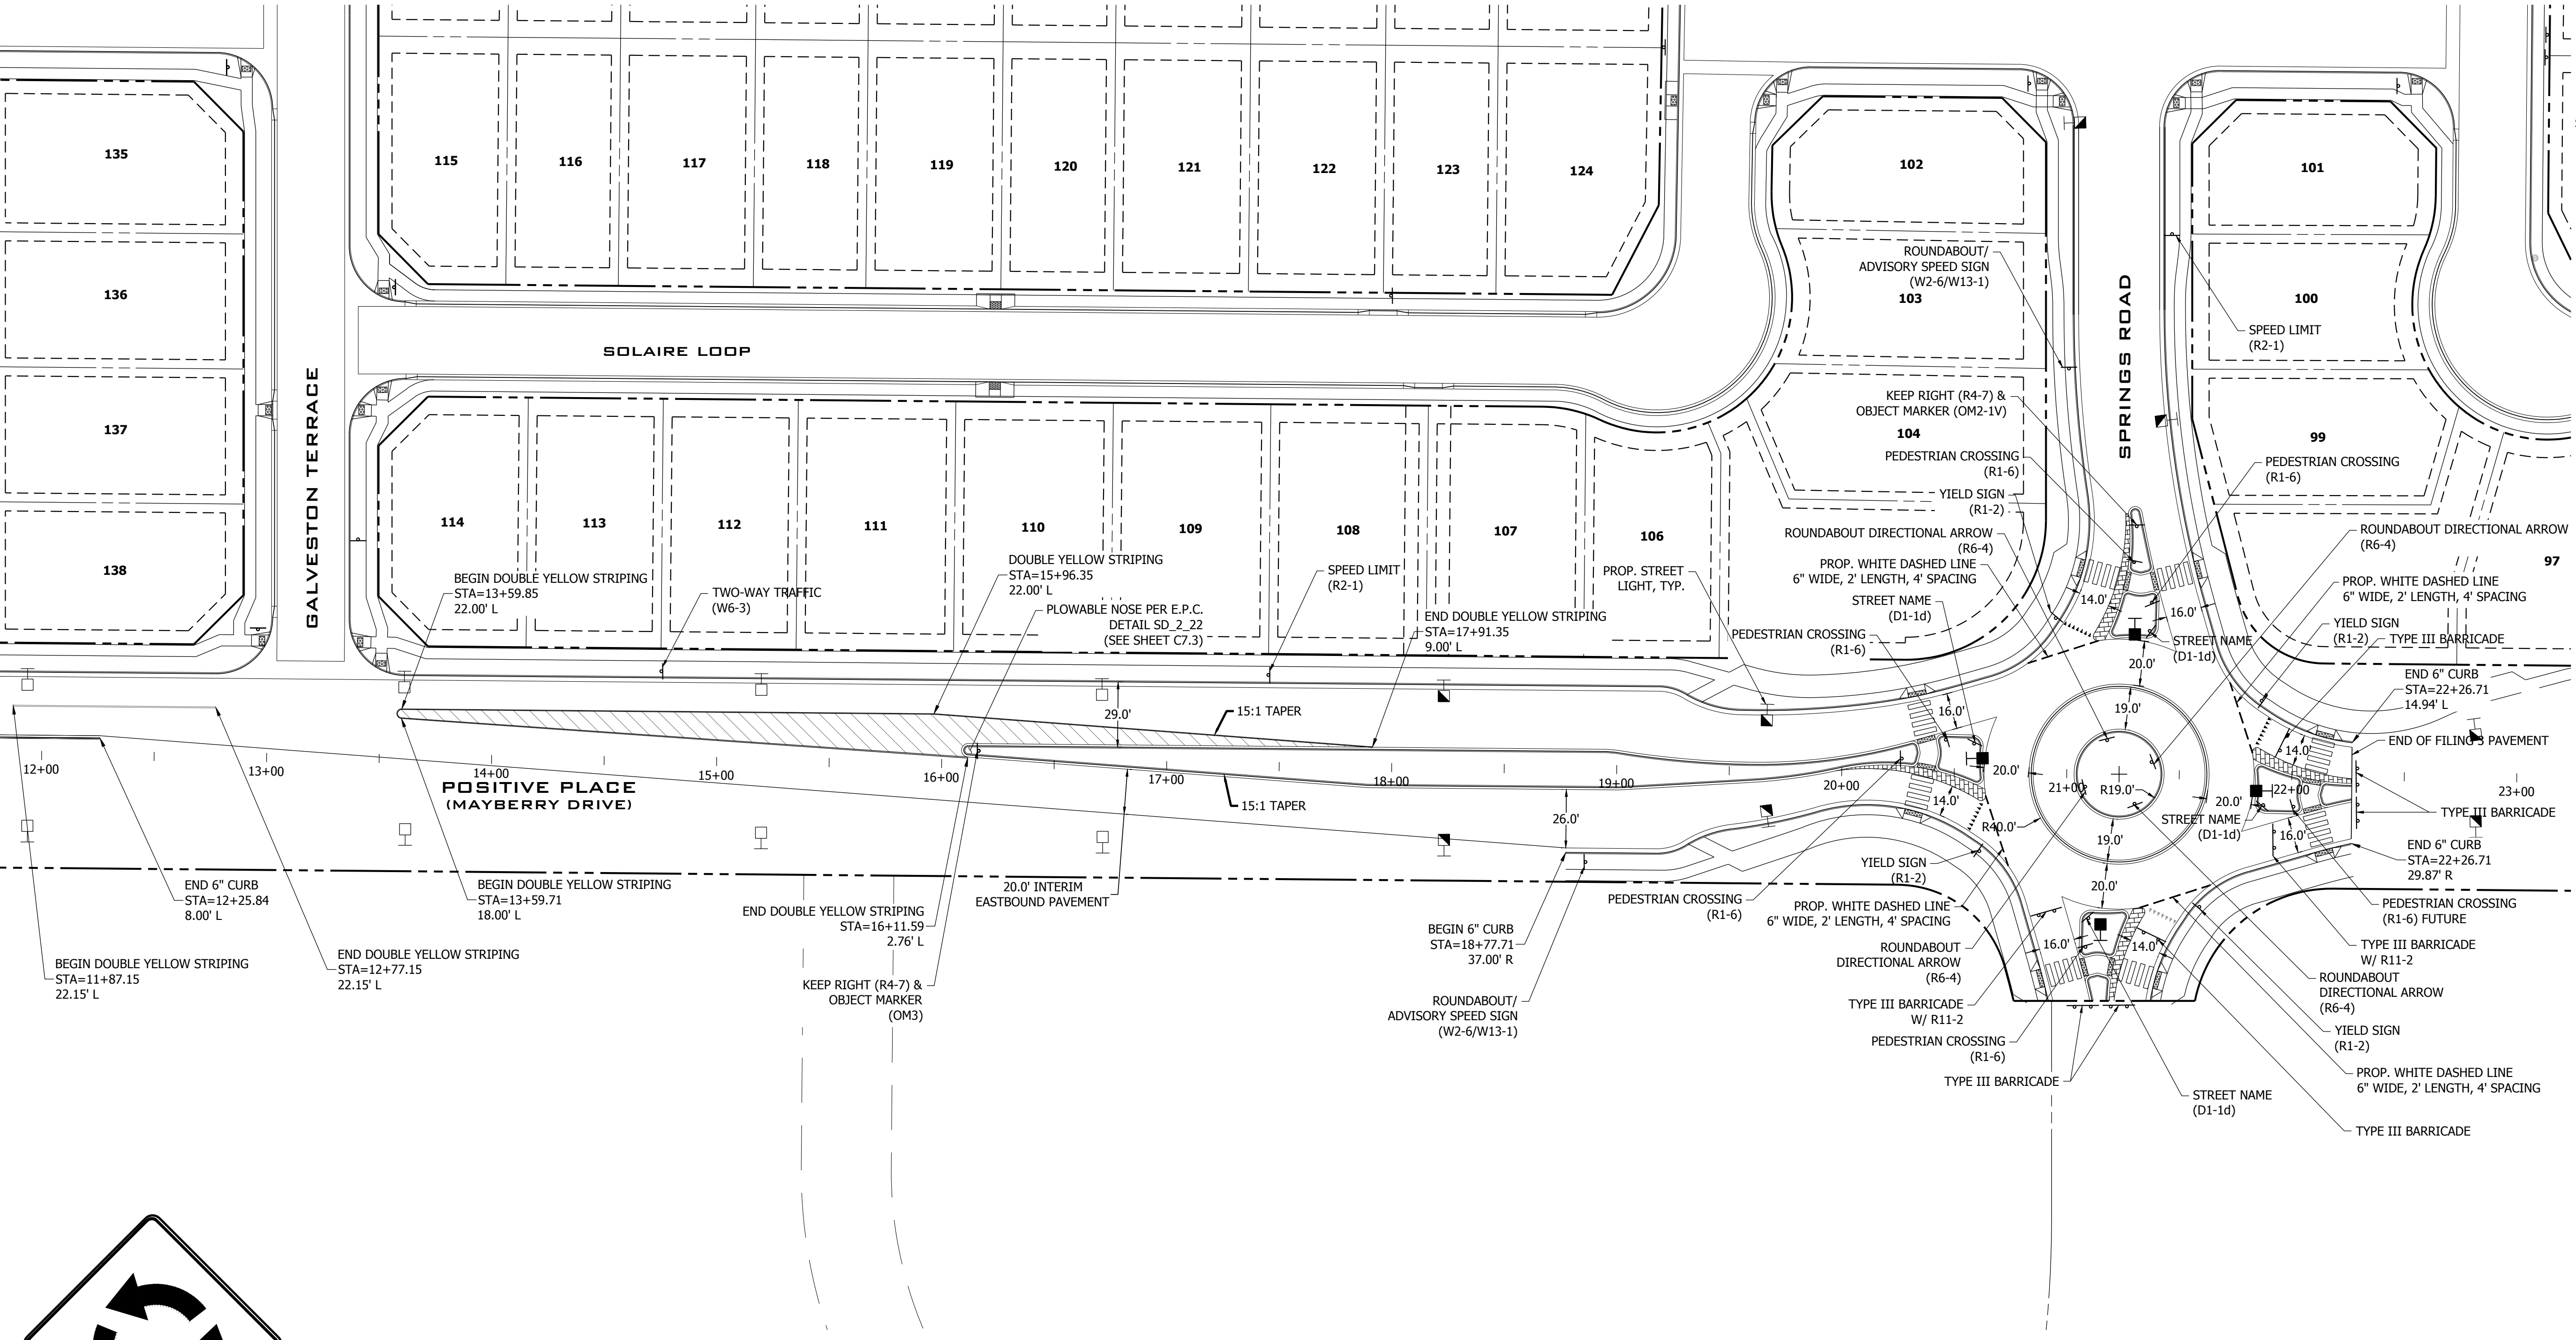 135
136
137
138
GALVESTON TERRACE
115
116
117
118
119
120
121
122
123
124
SOLAIRE LOOP
114
113
112
111
110
109
108
107
106
102
103
104
101
100
99
97
SPRINGS ROAD
ROUNDABOUT/
ADVISORY SPEED SIGN
(W2-6/W13-1)
SPEED LIMIT
(R2-1)
KEEP RIGHT (R4-7) &
OBJECT MARKER (OM2-1V)
PEDESTRIAN CROSSING
(R1-6)
YIELD SIGN
(R1-2)
ROUNDABOUT DIRECTIONAL ARROW
(R6-4)
PROP. WHITE DASHED LINE
6" WIDE, 2' LENGTH, 4' SPACING
STREET NAME
(D1-1d)
PEDESTRIAN CROSSING
(R1-6)
PEDESTRIAN CROSSING
(R1-6)
ROUNDABOUT DIRECTIONAL ARROW
(R6-4)
PROP. WHITE DASHED LINE
6" WIDE, 2' LENGTH, 4' SPACING
YIELD SIGN
(R1-2)
TYPE III BARRICADE
STREET NAME
(D1-1d)
END 6" CURB
STA=22+26.71
14.94' L
END OF FILING 3 PAVEMENT
TYPE III BARRICADE
END 6" CURB
STA=22+26.71
29.87' R
PEDESTRIAN CROSSING
(R1-6) FUTURE
TYPE III BARRICADE
W/ R11-2
ROUNDABOUT
DIRECTIONAL ARROW
(R6-4)
YIELD SIGN
(R1-2)
PROP. WHITE DASHED LINE
6" WIDE, 2' LENGTH, 4' SPACING
STREET NAME
(D1-1d)
TYPE III BARRICADE
BEGIN DOUBLE YELLOW STRIPING
STA=13+59.85
22.00' L
TWO-WAY TRAFFIC
(W6-3)
DOUBLE YELLOW STRIPING
STA=15+96.35
22.00' L
PLOWABLE NOSE PER E.P.C.
DETAIL SD_2_22
(SEE SHEET C7.3)
SPEED LIMIT
(R2-1)
END DOUBLE YELLOW STRIPING
STA=17+91.35
9.00' L
PROP. STREET
LIGHT, TYP.
29.0'
15:1 TAPER
15:1 TAPER
26.0'
12+00
13+00
14+00
15+00
16+00
17+00
18+00
19+00
20+00
21+00
22+00
23+00
POSITIVE PLACE
(MAYBERRY DRIVE)
14.0'
16.0'
20.0'
19.0'
16.0'
20.0'
14.0'
R40.0'
R19.0'
19.0'
20.0'
14.0'
20.0'
STREET NAME
(D1-1d)
16.0'
16.0'
14.0'
END 6" CURB
STA=12+25.84
8.00' L
BEGIN DOUBLE YELLOW STRIPING
STA=11+87.15
22.15' L
END DOUBLE YELLOW STRIPING
STA=12+77.15
22.15' L
BEGIN DOUBLE YELLOW STRIPING
STA=13+59.71
18.00' L
END DOUBLE YELLOW STRIPING
STA=16+11.59
2.76' L
KEEP RIGHT (R4-7) &
OBJECT MARKER
(OM3)
20.0' INTERIM
EASTBOUND PAVEMENT
BEGIN 6" CURB
STA=18+77.71
37.00' R
ROUNDABOUT/
ADVISORY SPEED SIGN
(W2-6/W13-1)
PEDESTRIAN CROSSING
(R1-6)
YIELD SIGN
(R1-2)
PROP. WHITE DASHED LINE
6" WIDE, 2' LENGTH, 4' SPACING
ROUNDABOUT
DIRECTIONAL ARROW
(R6-4)
TYPE III BARRICADE
W/ R11-2
PEDESTRIAN CROSSING
(R1-6)
TYPE III BARRICADE